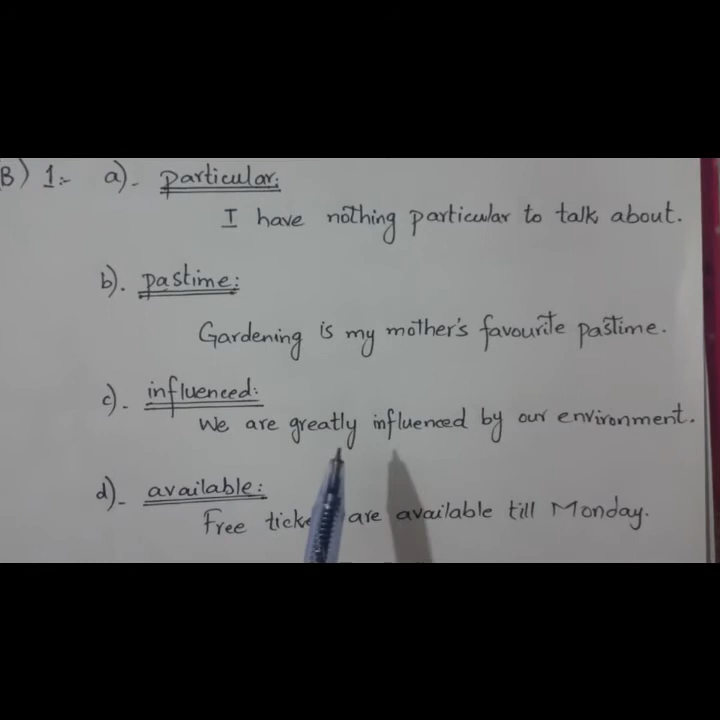 B) 1:- a)- particular:
I have nothing particular to talk about.
b). pastime:
Gardening is my mother's favourite pastime.
c)- influenced:
We are greatly influenced by our environment.
d)- available:
Free are available till Monday.